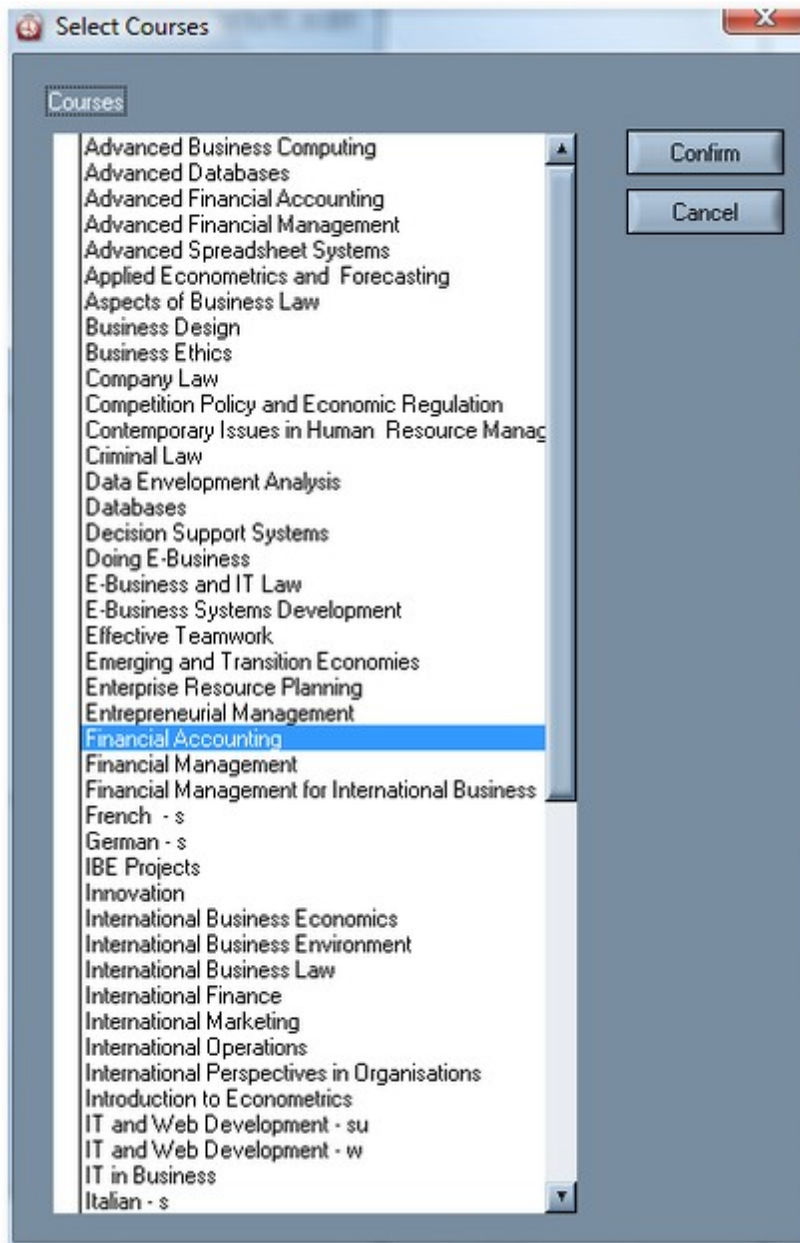 Select Courses
Courses
Advanced Business Computing
Advanced Databases
Advanced Financial Accounting
Advanced Financial Management
Advanced Spreadsheet Systems
Applied Econometrics and  Forecasting
Aspects of Business Law
Business Design
Business Ethics
Company Law
Competition Policy and Economic Regulation
Contemporary Issues in Human  Resource Manag
Criminal Law
Data Envelopment Analysis
Databases
Decision Support Systems
Doing E-Business
E-Business and IT Law
E-Business Systems Development
Effective Teamwork
Emerging and Transition Economies
Enterprise Resource Planning
Entrepreneurial Management
Financial Accounting
Financial Management
Financial Management for International Business
French  - s
German - s
IBE Projects
Innovation
International Business Economics
International Business Environment
International Business Law
International Finance
International Marketing
International Operations
International Perspectives in Organisations
Introduction to Econometrics
IT and Web Development - su
IT and Web Development - w
IT in Business
Italian - s
Confirm
Cancel